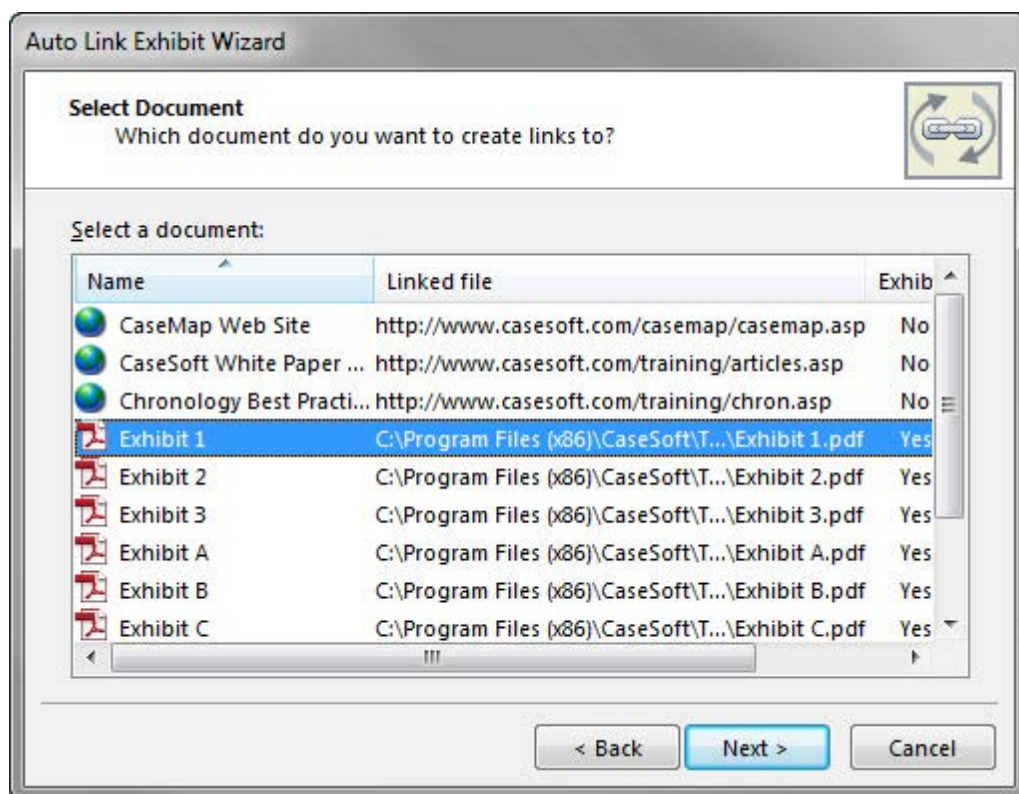 Auto Link Exhibit Wizard
Select Document
Which document do you want to create links to?
Select a document:
Name Linked file Exhib
CaseMap Web Site http://www.casesoft.com/casemap/casemap.asp No
CaseSoft White Paper ... http://www.casesoft.com/training/articles.asp No
Chronology Best Practi... http://www.casesoft.com/training/chron.asp No
Exhibit 1 C:\Program Files (x86)\CaseSoft\T...\Exhibit 1.pdf Yes
Exhibit 2 C:\Program Files (x86)\CaseSoft\T...\Exhibit 2.pdf Yes
Exhibit 3 C:\Program Files (x86)\CaseSoft\T...\Exhibit 3.pdf Yes
Exhibit A C:\Program Files (x86)\CaseSoft\T...\Exhibit A.pdf Yes
Exhibit B C:\Program Files (x86)\CaseSoft\T...\Exhibit B.pdf Yes
Exhibit C C:\Program Files (x86)\CaseSoft\T...\Exhibit C.pdf Yes
< Back Next > Cancel